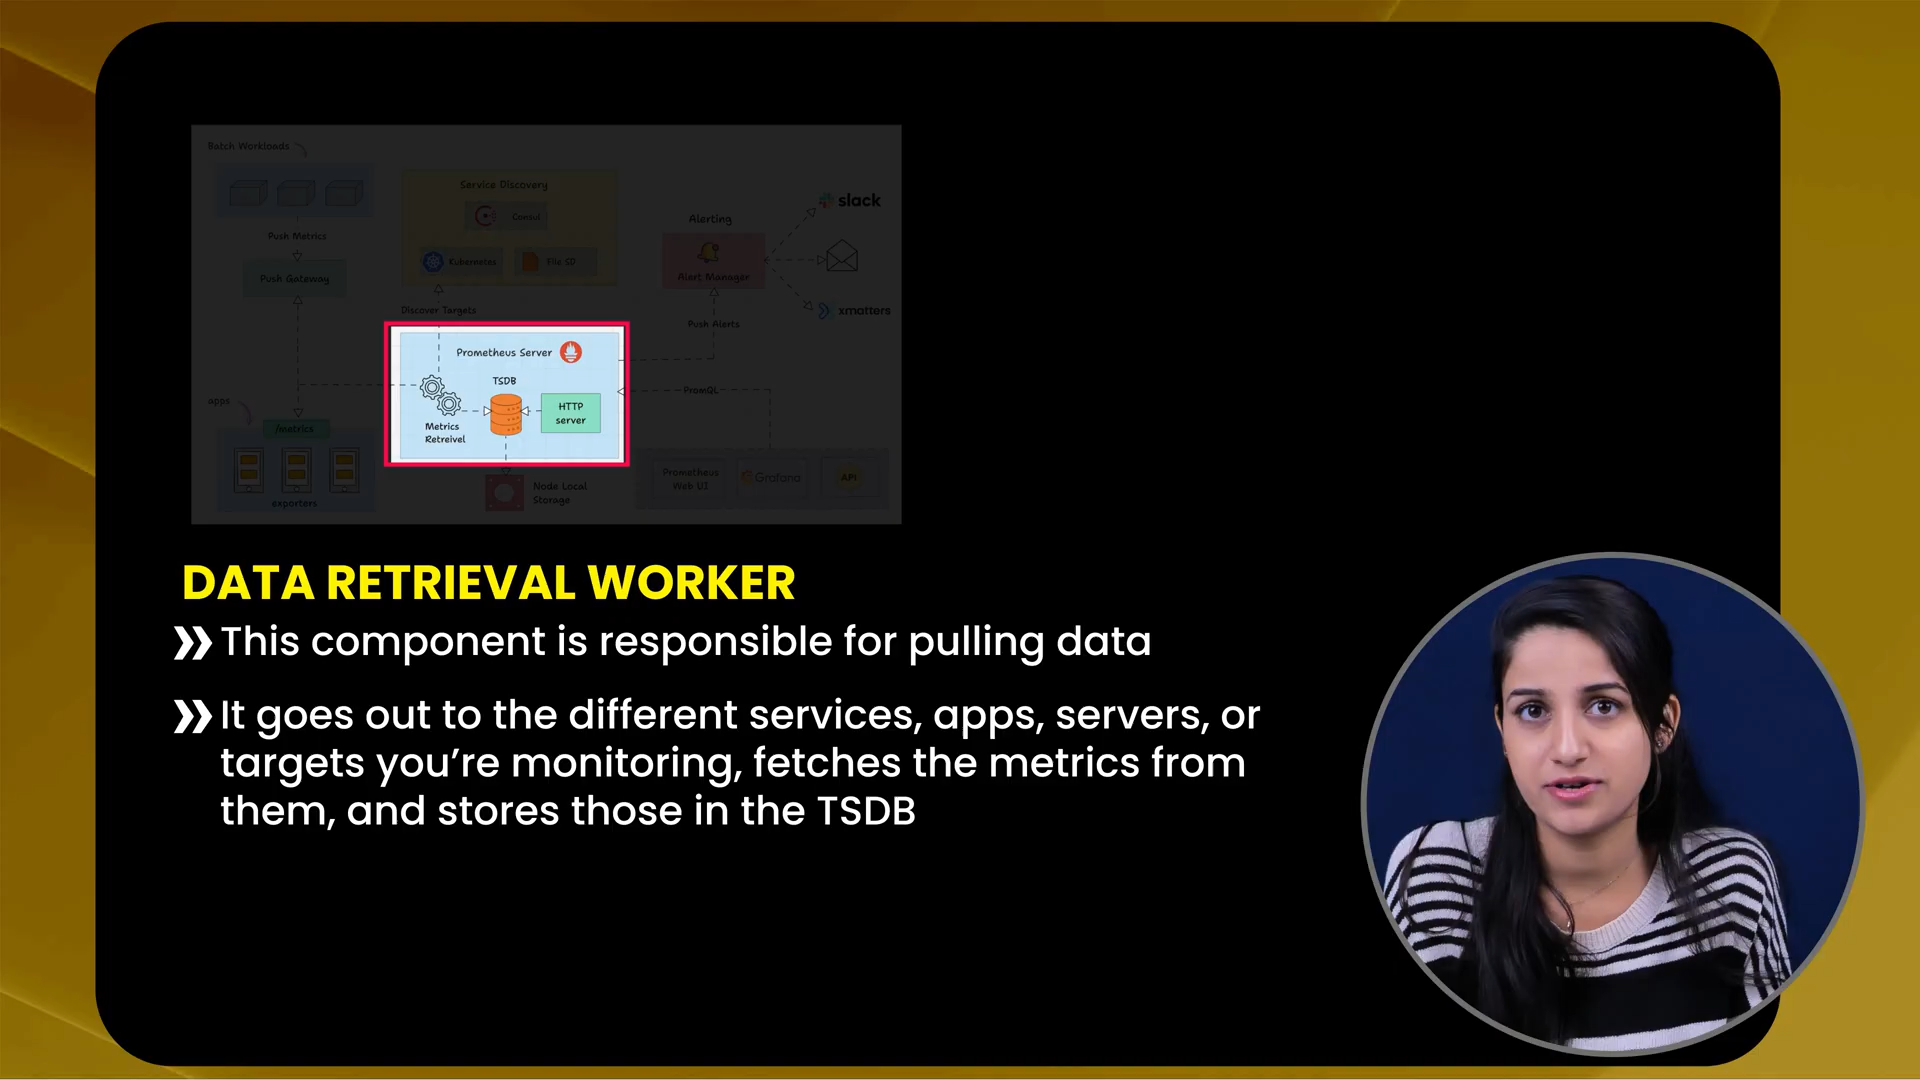 Batch Workloads
Service Discovery
Consul
slack
Alerting
Push Metrics
Kubernetes
File SD
Push Gateway
Alert Manager
Discover Targets
xmatters
Push Alerts
Prometheus Server
TSDB
PromQL
apps
HTTP
server
Metrics
Retreivel
/metrics
Prometheus
Web UI
Grafana
API
Node Local
Storage
exporters
DATA RETRIEVAL WORKER
This component is responsible for pulling data
It goes out to the different services, apps, servers, or
targets you’re monitoring, fetches the metrics from
them, and stores those in the TSDB